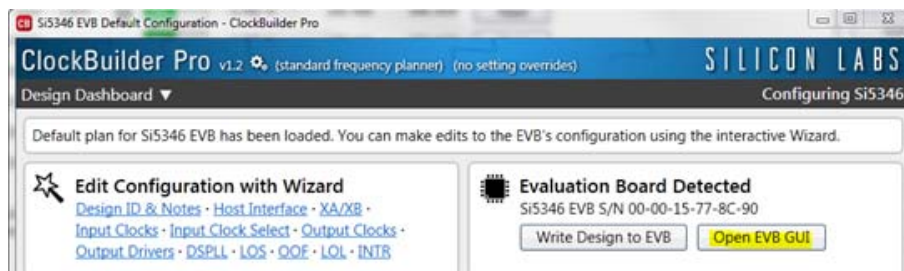 CB Si5346 EVB Default Configuration - ClockBuilder Pro
ClockBuilder Pro v1.2 (standard frequency planner) (no setting overrides) SILICON LABS
Design Dashboard ▼ Configuring Si5346
Default plan for Si5346 EVB has been loaded. You can make edits to the EVB's configuration using the interactive Wizard.
Edit Configuration with Wizard
Design ID & Notes · Host Interface · XA/XB ·
Input Clocks · Input Clock Select · Output Clocks ·
Output Drivers · DSPLL · LOS · OOF · LOL · INTR
Evaluation Board Detected
Si5346 EVB S/N 00-00-15-77-8C-90
Write Design to EVB Open EVB GUI